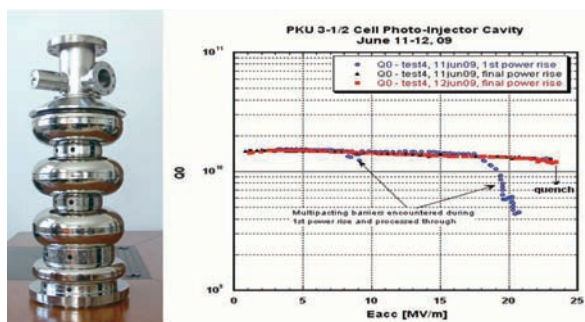 PKU 3-1/2 Cell Photo-Injector Cavity
June 11-12, 09
Q0 - test4, 11jun09, 1st power rise
Q0 - test4, 11jun09, final power rise
Q0 - test4, 12jun09, final power rise
10¹¹
10¹⁰
10⁹
Q0
Multipacting barriers encountered during
1st power rize and processed through
quench
0 5 10 15 20 25
Eacc [MV/m]